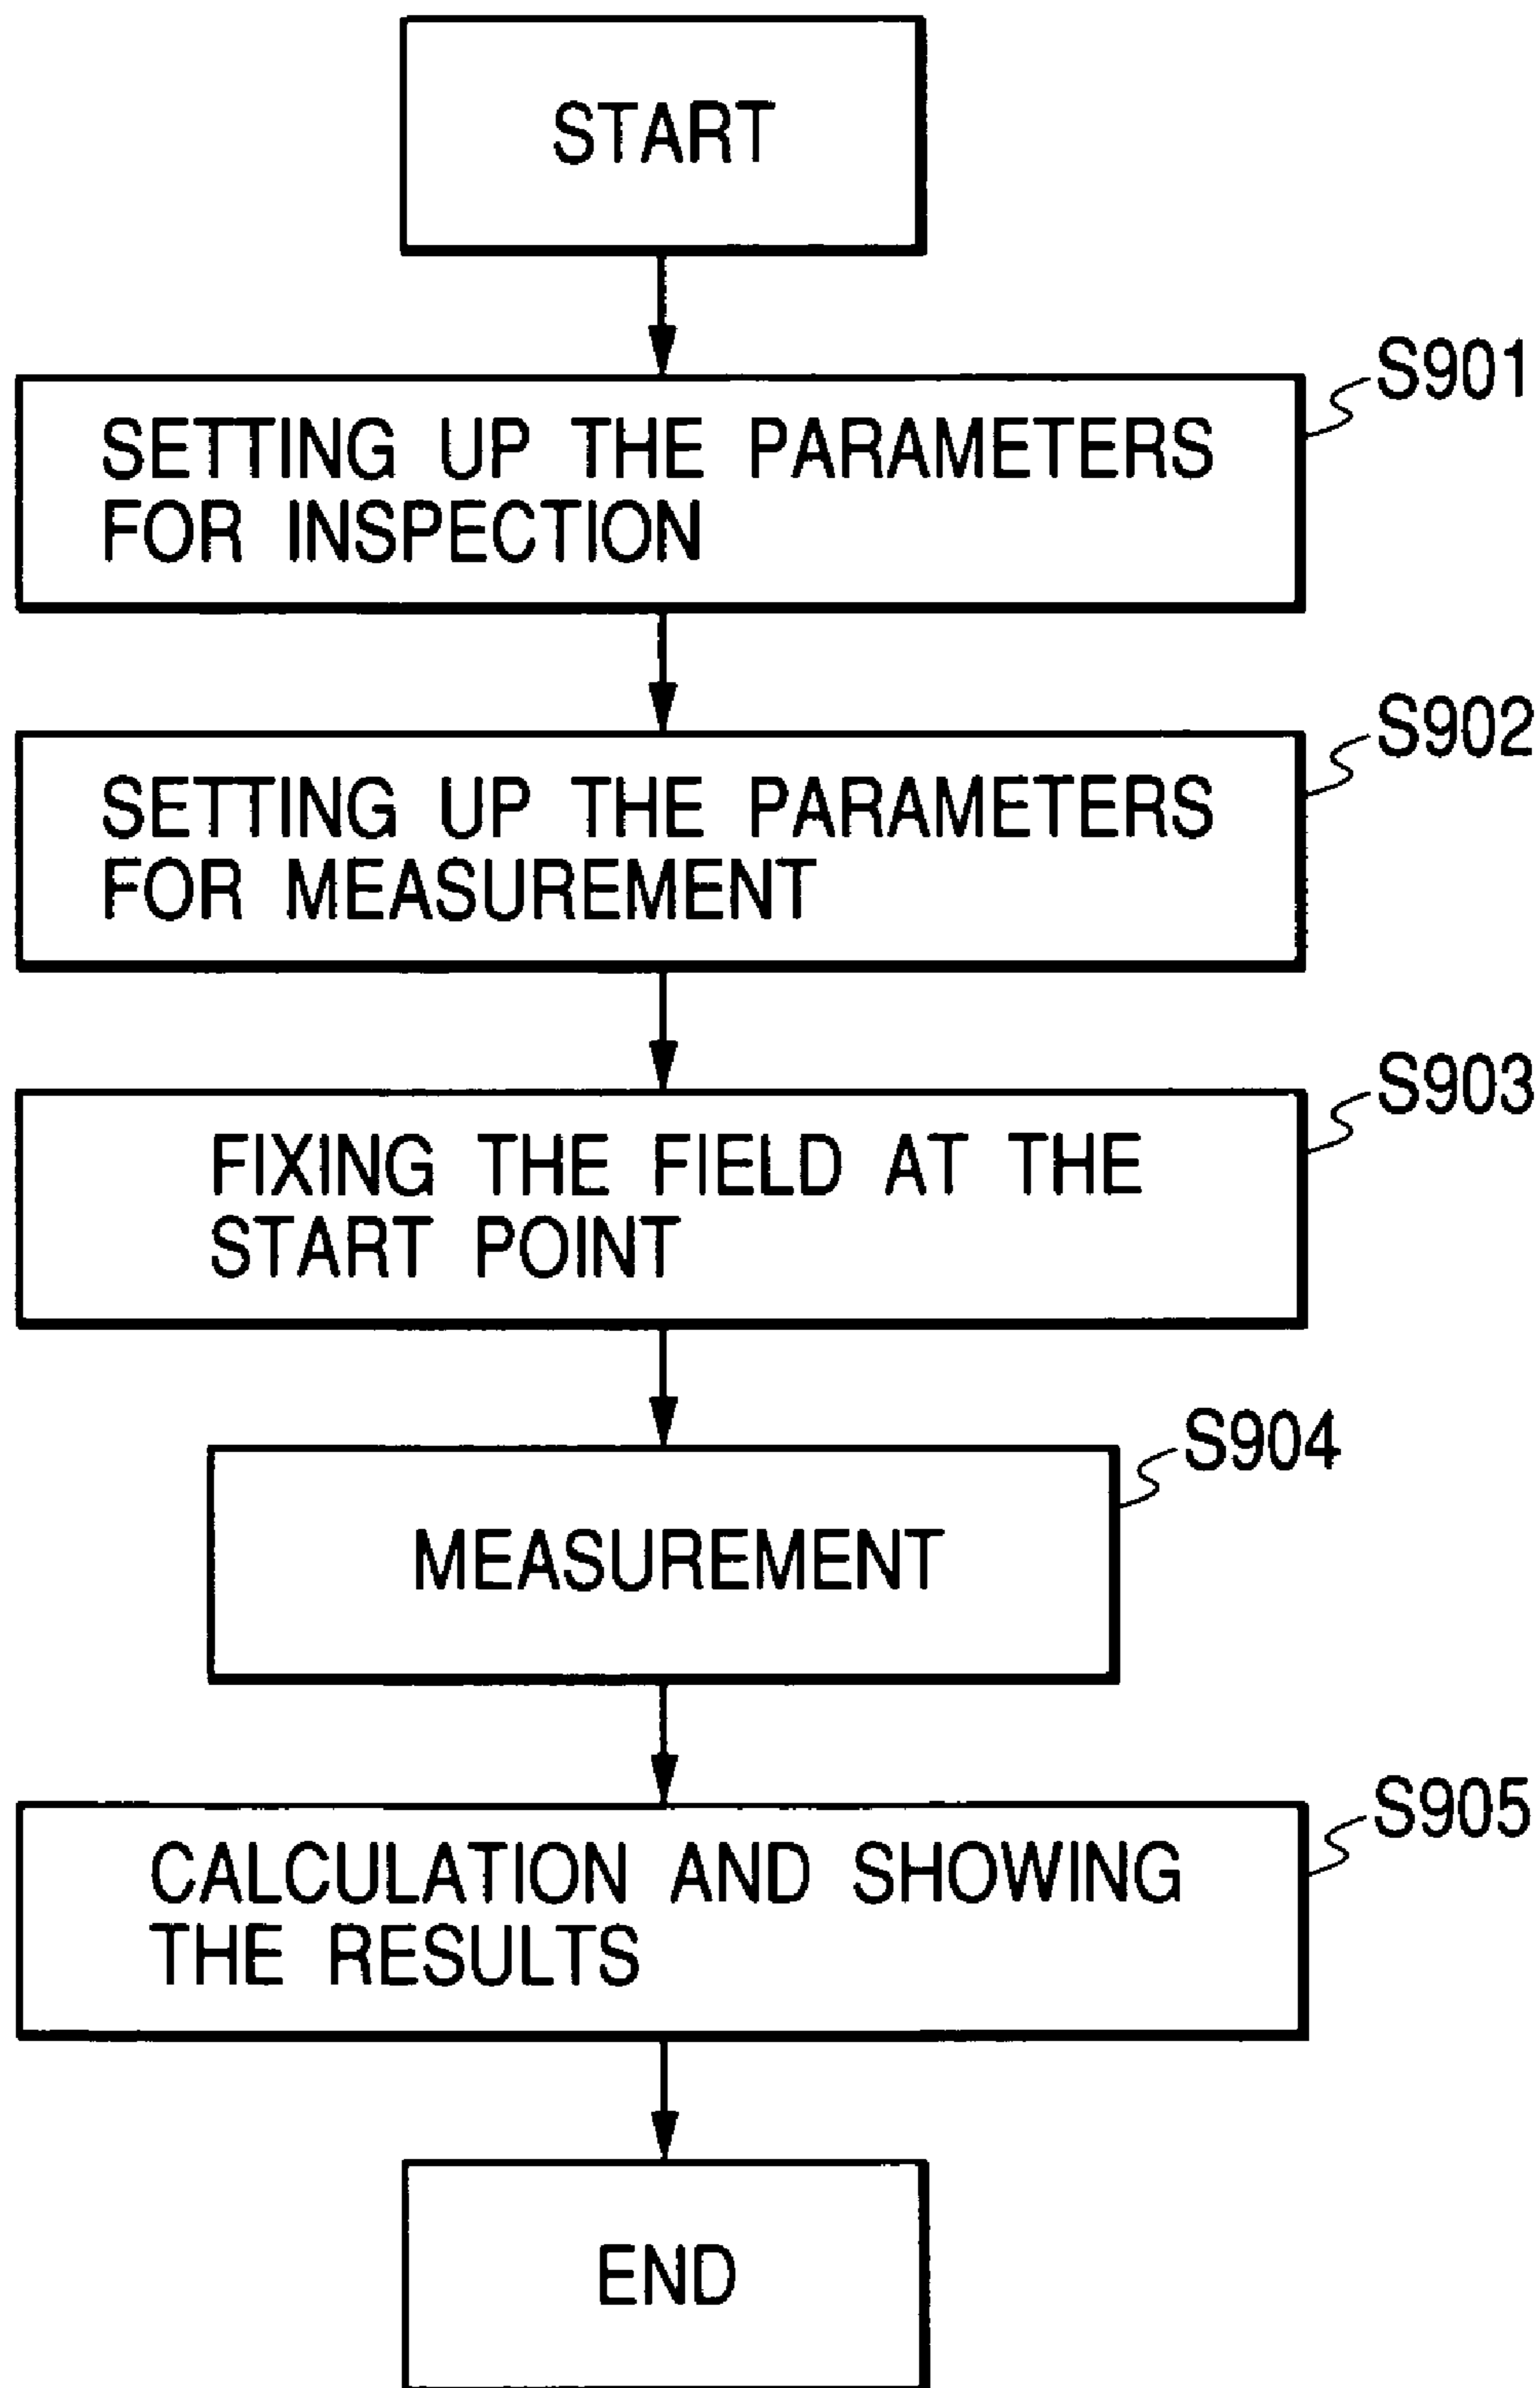 START
S901
SETTING UP THE PARAMETERS
FOR INSPECTION
S902
SETTING UP THE PARAMETERS
FOR MEASUREMENT
S903
FIXING THE FIELD AT THE
START POINT
S904
MEASUREMENT
S905
CALCULATION AND SHOWING
THE RESULTS
END